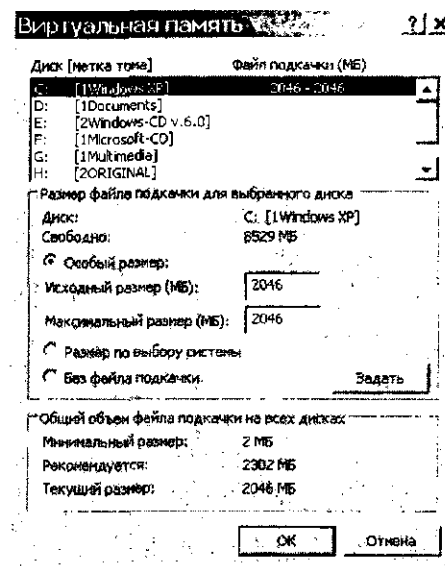 Виртуальная память ? ×
Диск [метка тома] Файл подкачки (МБ)
C: [1Windows XP] 2046 - 2046
D: [1Documents]
E: [2Windows-CD v.6.0]
F: [1Microsoft-CD]
G: [1Multimedia]
H: [2ORIGINAL]
Размер файла подкачки для выбранного диска
Диск: C: [1Windows XP]
Свободно: 8529 МБ
Особый размер:
Исходный размер (МБ): 2046
Максимальный размер (МБ): 2046
Размер по выбору системы
Без файла подкачки Задать
Общий объем файла подкачки на всех дисках
Минимальный размер: 2 МБ
Рекомендуется: 2302 МБ
Текущий размер: 2046 МБ
OK Отмена